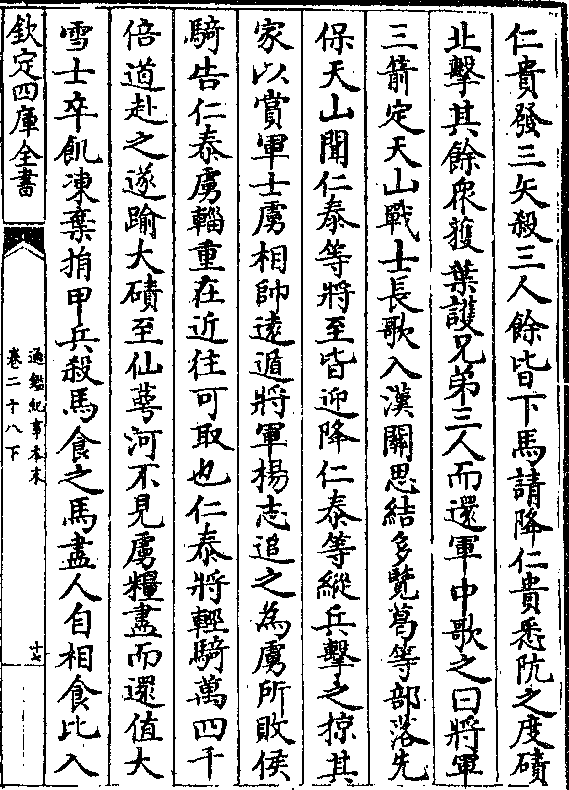 仁貴發三矢殺三人餘皆下馬請降仁貴悉阬之度磧
北擊其餘衆獲葉護兄弟三人而還軍中歌之曰將軍
三箭定天山戰士長歌入漢關思結多覽葛等部落先
保天山聞仁泰等將至皆迎降仁泰等縱兵擊之掠其
家以賞軍士虜相帥遠遁將軍楊志追之為虜所敗侯
騎告仁泰虜輜重在近往可取也仁泰將輕騎萬四千
倍道赴之遂踰大磧至仙萼河不見虜糧盡而還值大
雪士卒飢凍棄捐甲兵殺馬食之馬盡人自相食比入
欽定四庫全書
通鑑紀事本末
卷二十八下
十七